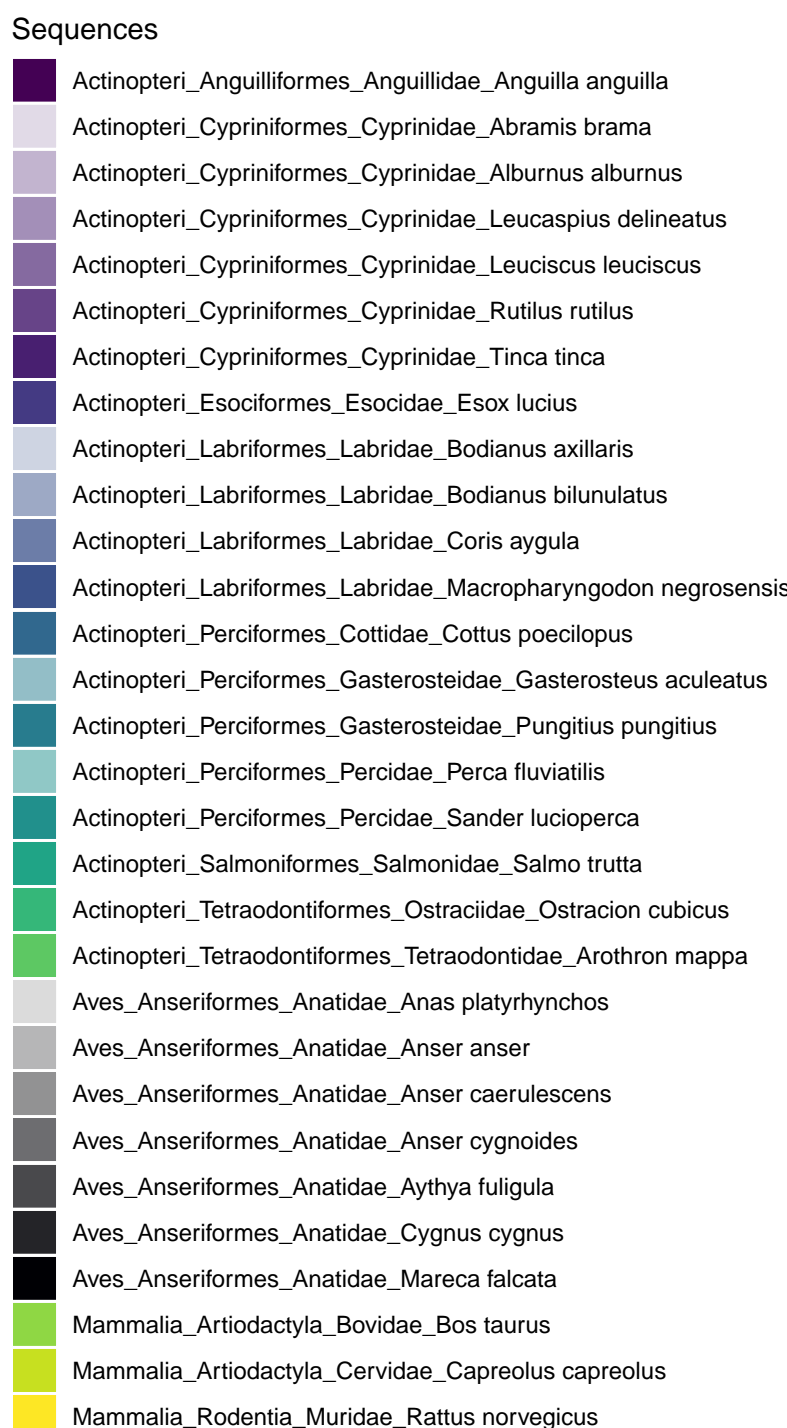 Sequences
Actinopteri_Anguilliformes_Anguillidae_Anguilla anguilla
Actinopteri_Cypriniformes_Cyprinidae_Abramis brama
Actinopteri_Cypriniformes_Cyprinidae_Alburnus alburnus
Actinopteri_Cypriniformes_Cyprinidae_Leucaspius delineatus
Actinopteri_Cypriniformes_Cyprinidae_Leuciscus leuciscus
Actinopteri_Cypriniformes_Cyprinidae_Rutilus rutilus
Actinopteri_Cypriniformes_Cyprinidae_Tinca tinca
Actinopteri_Esociformes_Esocidae_Esox lucius
Actinopteri_Labriformes_Labridae_Bodianus axillaris
Actinopteri_Labriformes_Labridae_Bodianus bilunulatus
Actinopteri_Labriformes_Labridae_Coris aygula
Actinopteri_Labriformes_Labridae_Macropharyngodon negrosensis
Actinopteri_Perciformes_Cottidae_Cottus poecilopus
Actinopteri_Perciformes_Gasterosteidae_Gasterosteus aculeatus
Actinopteri_Perciformes_Gasterosteidae_Pungitius pungitius
Actinopteri_Perciformes_Percidae_Perca fluviatilis
Actinopteri_Perciformes_Percidae_Sander lucioperca
Actinopteri_Salmoniformes_Salmonidae_Salmo trutta
Actinopteri_Tetraodontiformes_Ostraciidae_Ostracion cubicus
Actinopteri_Tetraodontiformes_Tetraodontidae_Arothron mappa
Aves_Anseriformes_Anatidae_Anas platyrhynchos
Aves_Anseriformes_Anatidae_Anser anser
Aves_Anseriformes_Anatidae_Anser caerulescens
Aves_Anseriformes_Anatidae_Anser cygnoides
Aves_Anseriformes_Anatidae_Aythya fuligula
Aves_Anseriformes_Anatidae_Cygnus cygnus
Aves_Anseriformes_Anatidae_Mareca falcata
Mammalia_Artiodactyla_Bovidae_Bos taurus
Mammalia_Artiodactyla_Cervidae_Capreolus capreolus
Mammalia_Rodentia_Muridae_Rattus norvegicus